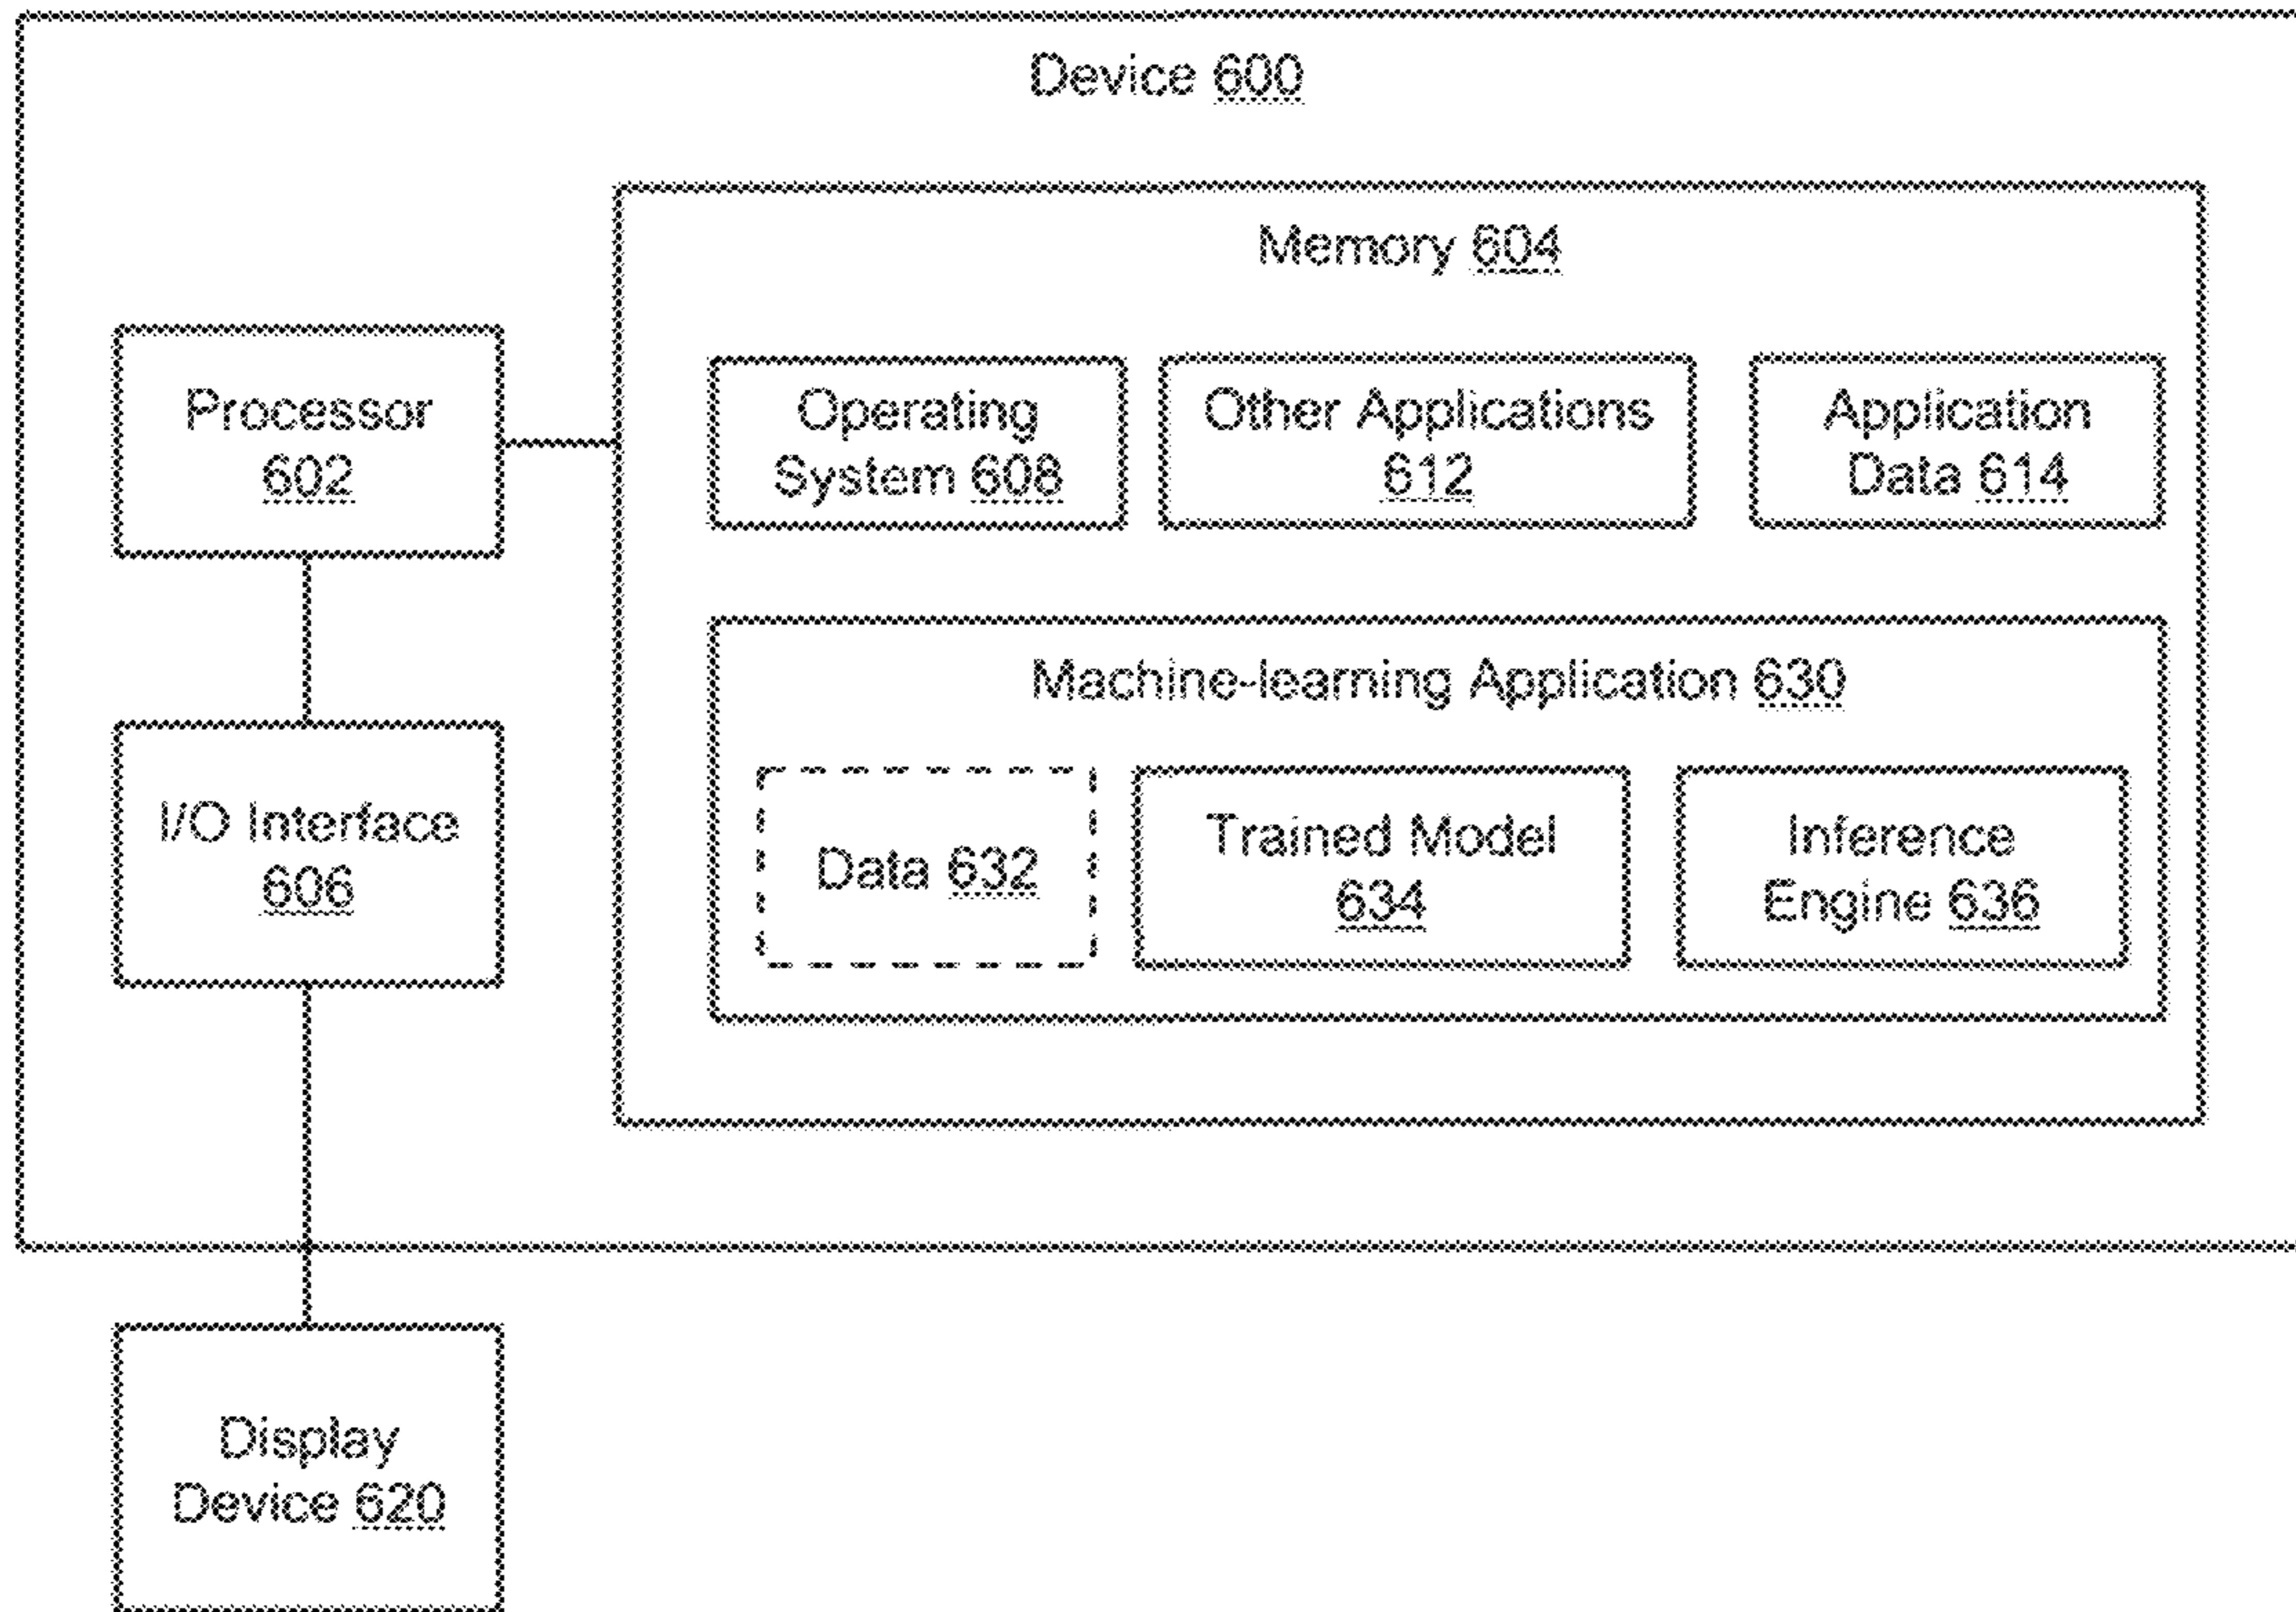 Device 600
Memory 604
Processor
602
Operating
System 608
Other Applications
612
Application
Data 614
Machine-learning Application 630
I/O Interface
606
Data 632
Trained Model
634
Inference
Engine 636
Display
Device 620